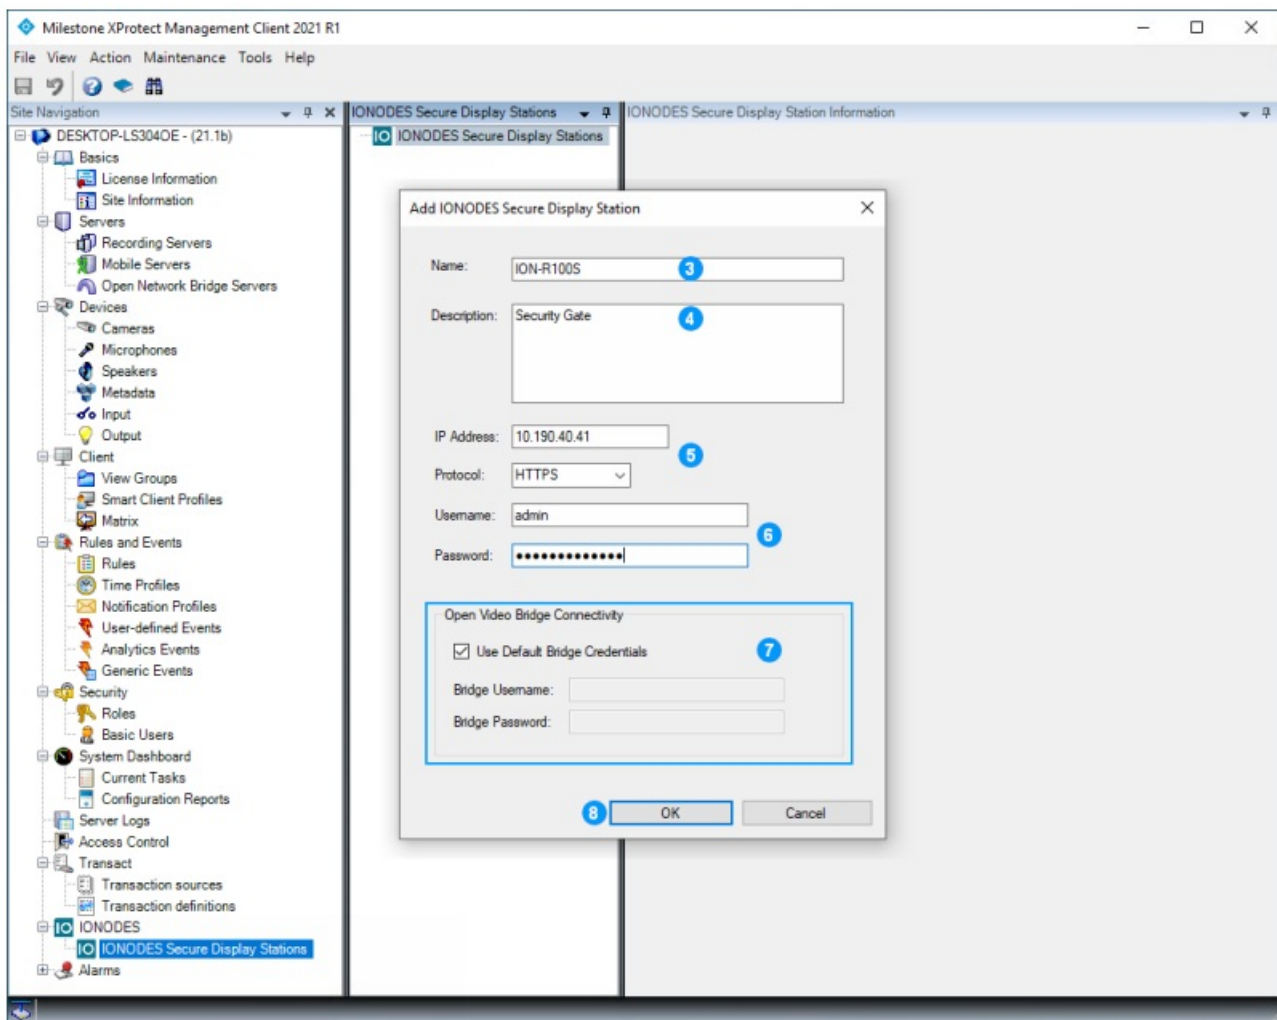 Milestone XProtect Management Client 2021 R1
File View Action Maintenance Tools Help
Site Navigation
DESKTOP-LS304OE - (21.1b)
Basics
License Information
Site Information
Servers
Recording Servers
Mobile Servers
Open Network Bridge Servers
Devices
Cameras
Microphones
Speakers
Metadata
Input
Output
Client
View Groups
Smart Client Profiles
Matrix
Rules and Events
Rules
Time Profiles
Notification Profiles
User-defined Events
Analytics Events
Generic Events
Security
Roles
Basic Users
System Dashboard
Current Tasks
Configuration Reports
Server Logs
Access Control
Transact
Transaction sources
Transaction definitions
IO IONODES
IO IONODES Secure Display Stations
Alarms
IONODES Secure Display Stations
IO IONODES Secure Display Stations
IONODES Secure Display Station Information
Add IONODES Secure Display Station
Name: ION-R100S 3
Description: Security Gate 4
IP Address: 10.190.40.41
5
Protocol: HTTPS
Username: admin
6
Password: •••••••••••••
Open Video Bridge Connectivity
Use Default Bridge Credentials 7
Bridge Username:
Bridge Password:
8 OK Cancel